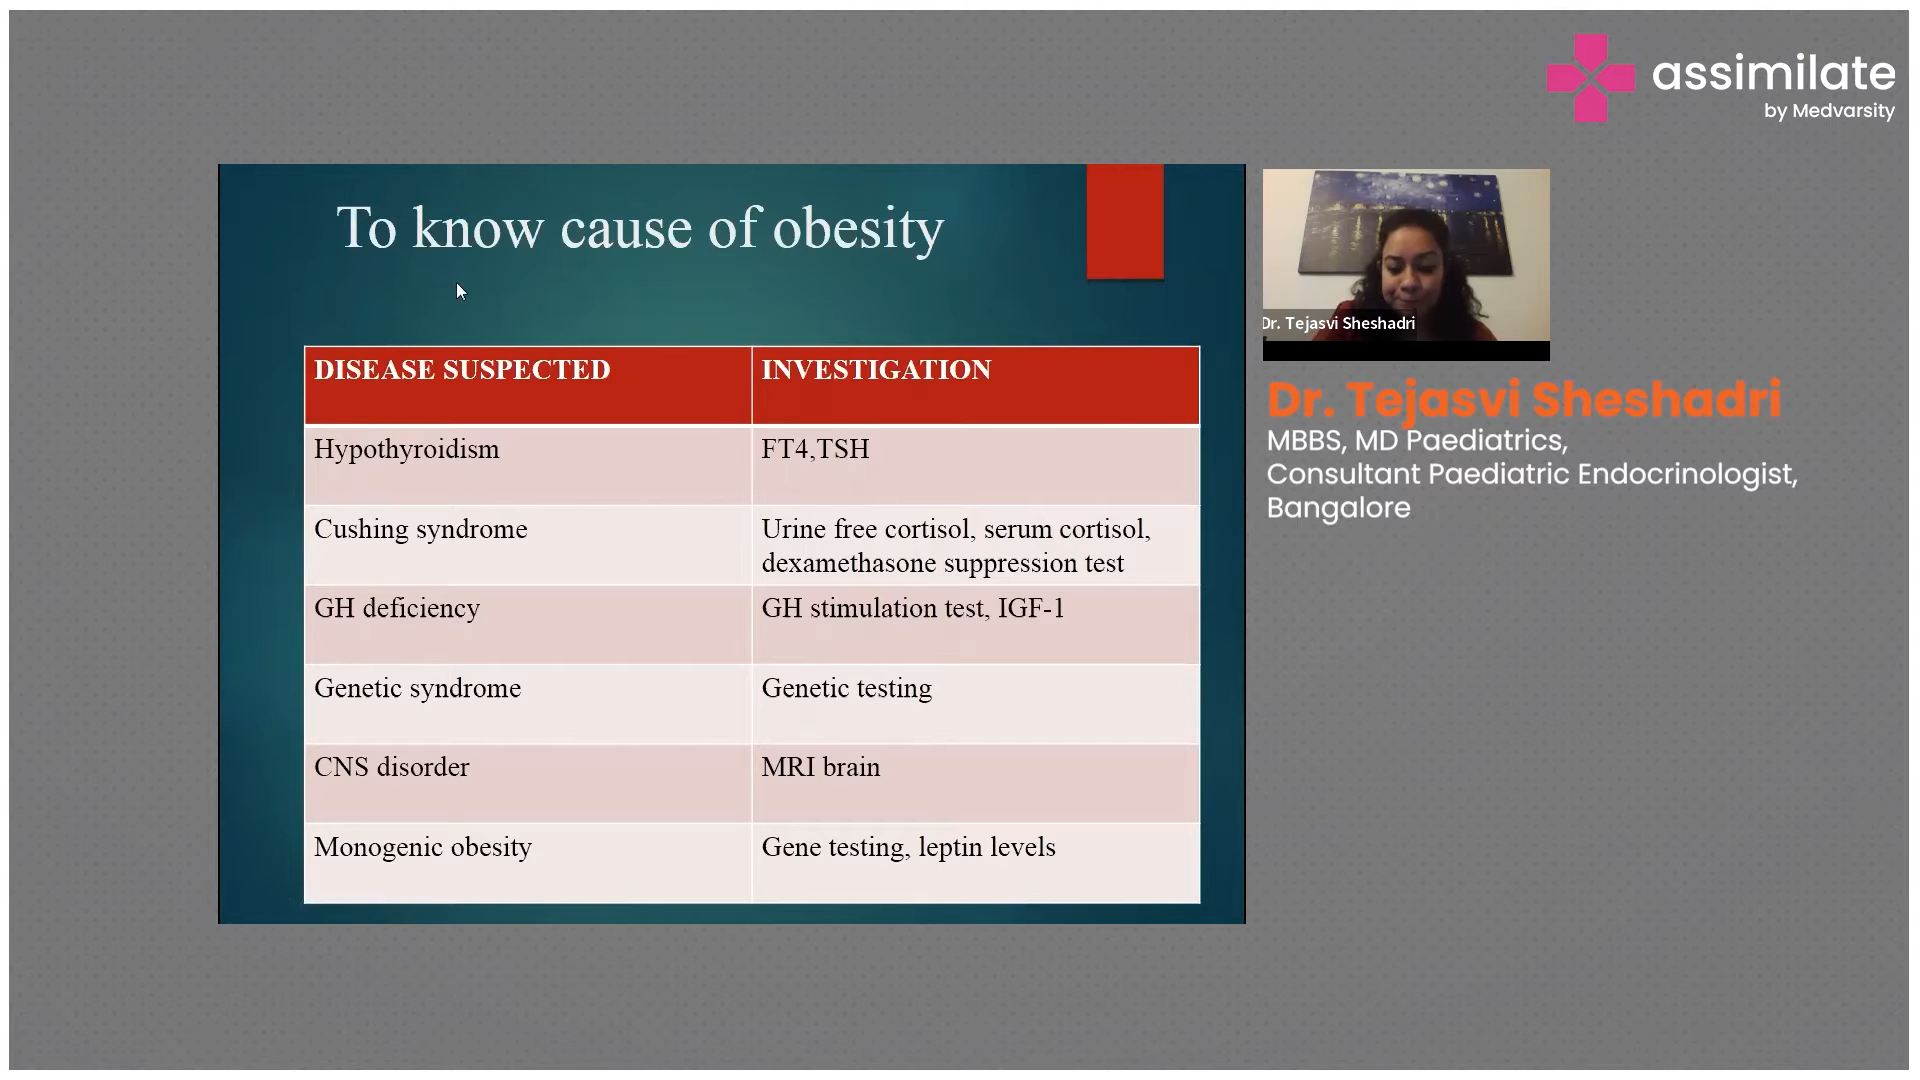 assimilate
by Medvarsity
To know cause of obesity
DISEASE SUSPECTED
INVESTIGATION
Hypothyroidism
FT4,TSH
Cushing syndrome
Urine free cortisol, serum cortisol,
dexamethasone suppression test
GH deficiency
GH stimulation test, IGF-1
Genetic syndrome
Genetic testing
CNS disorder
MRI brain
Monogenic obesity
Gene testing, leptin levels
Dr. Tejasvi Sheshadri
Dr. Tejasvi Sheshadri
MBBS, MD Paediatrics,
Consultant Paediatric Endocrinologist,
Bangalore